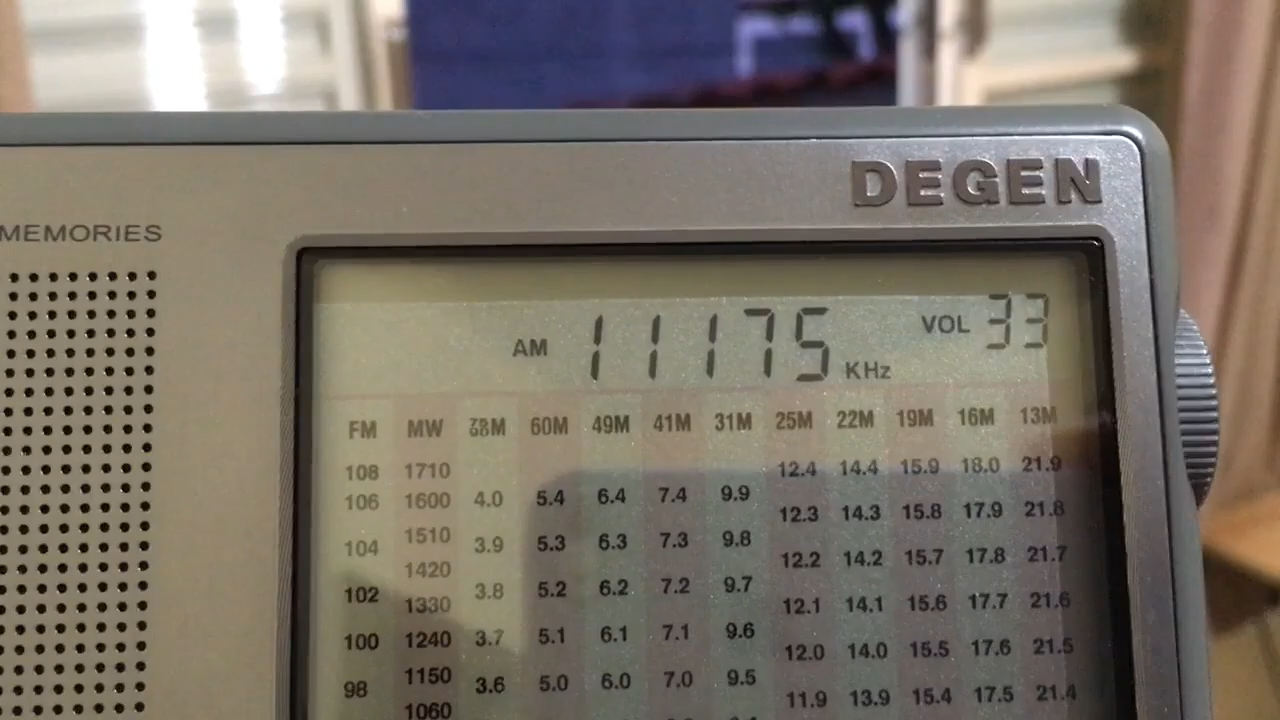 DEGEN
MEMORIES
AM 11175 KHz VOL 33
FM MW 60M 49M 41M 31M 25M 22M 19M 16M 13M
108 1710 12.4 14.4 15.9 18.0 21.9
106 1600 4.0 5.4 6.4 7.4 9.9
1510 12.3 14.3 15.8 17.9 21.8
104 3.9 5.3 6.3 7.3 9.8
1420 12.2 14.2 15.7 17.8 21.7
102 3.8 5.2 6.2 7.2 9.7
1330 12.1 14.1 15.6 17.7 21.6
100 1240 3.7 5.1 6.1 7.1 9.6
12.0 14.0 15.5 17.6 21.5
98 1150 3.6 5.0 6.0 7.0 9.5
1060 11.9 13.9 15.4 17.5 21.4